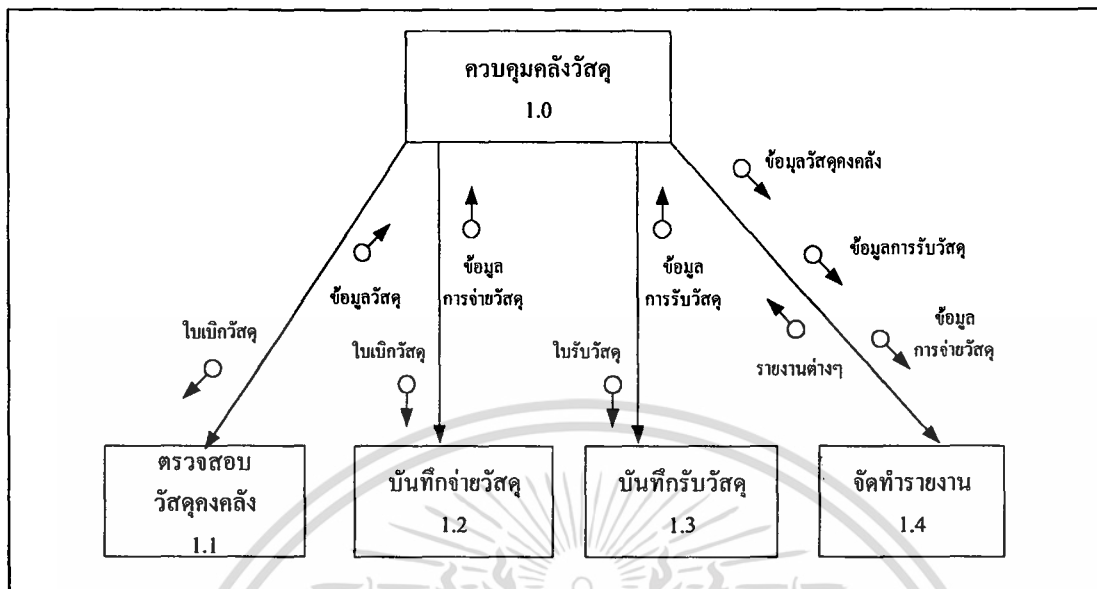 ควบคุมคลังวัสดุ
1.0
ข้อมูลวัสดุคงคลัง
ข้อมูลการรับวัสดุ
ข้อมูล
การจ่ายวัสดุ
รายงานต่างๆ
ข้อมูล
การรับวัสดุ
ใบรับวัสดุ
ข้อมูล
การจ่ายวัสดุ
ใบเบิกวัสดุ
ข้อมูลวัสดุ
ใบเบิกวัสดุ
ตรวจสอบ
วัสดุคงคลัง
1.1
บันทึกจ่ายวัสดุ
1.2
บันทึกรับวัสดุ
1.3
จัดทำรายงาน
1.4